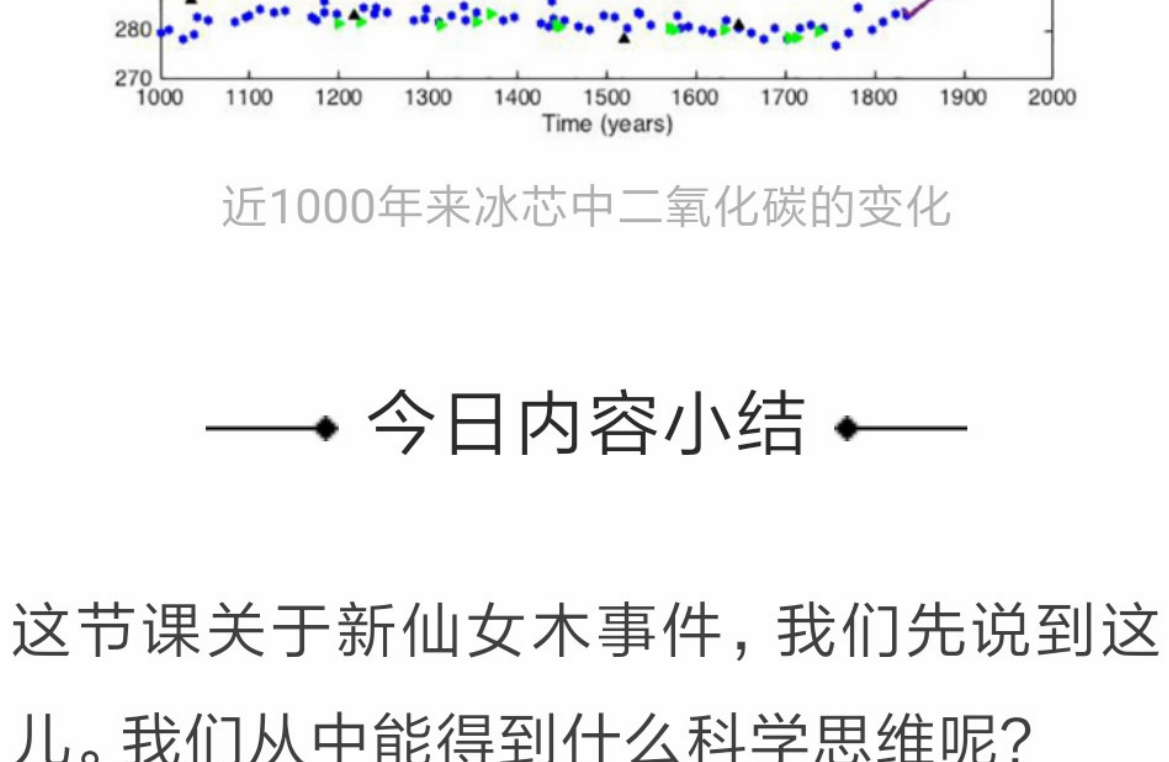 280
270
1000 1100 1200 1300 1400 1500 1600 1700 1800 1900 2000
Time (years)
近1000年来冰芯中二氧化碳的变化
今日内容小结
这节课关于新仙女木事件，我们先说到这
儿。我们从中能得到什么科学思维呢？